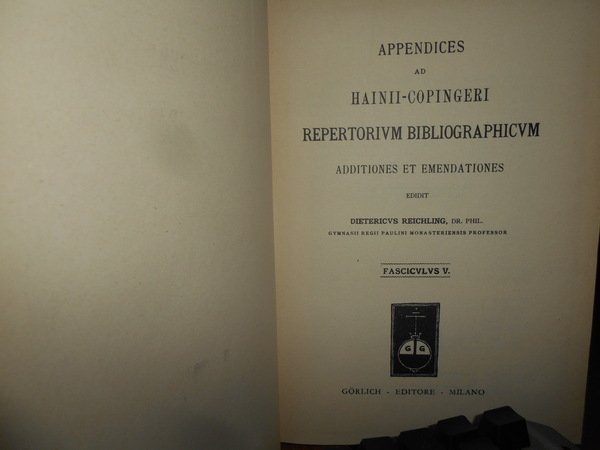 APPENDICES
AD
HAINII-COPINGERI
REPERTORIVM BIBLIOGRAPHICVM
ADDITIONES ET EMENDATIONES
EDIDIT
DIETERICVS REICHLING, DR. PHIL.
GYMNASII REGII PAULINI MONASTERIENSIS PROFESSOR
FASCICVLVS V.
G G
GÖRLICH - EDITORE - MILANO